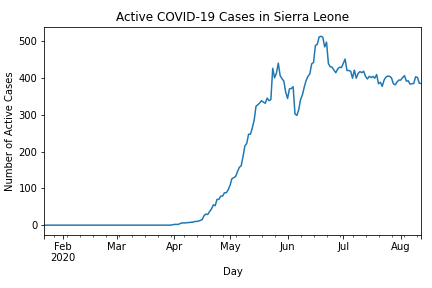 Active COVID-19 Cases in Sierra Leone
Number of Active Cases
500
400
300
200
100
0
Feb Mar Apr May Jun Jul Aug
2020
Day